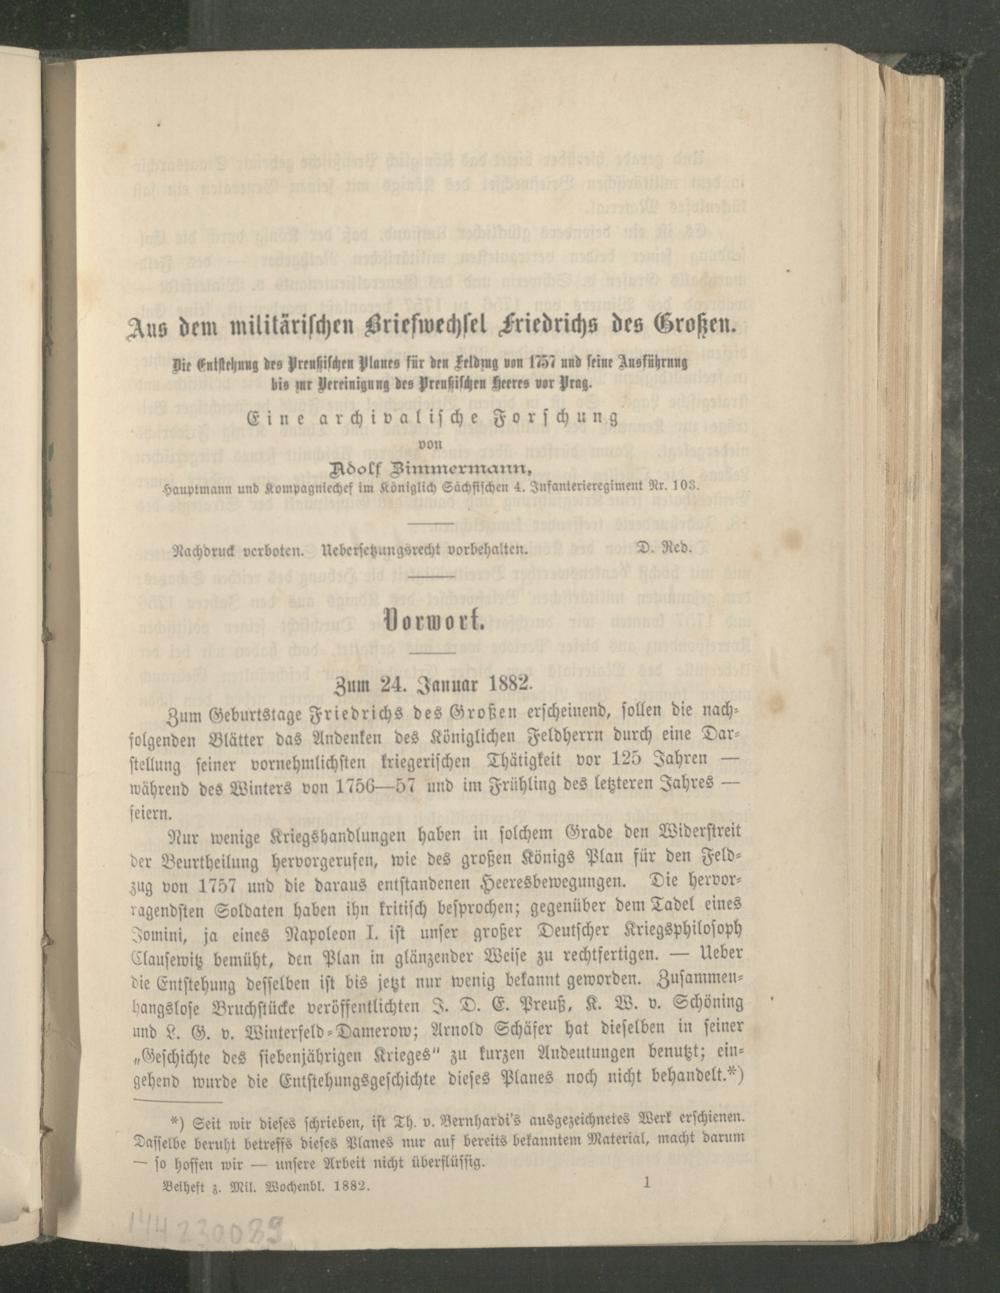 Aus dem militärischen Briefwechsel Friedrichs des Großen.
Die Entstehung des Preußischen Planes für den Feldzug von 1757 und seine Ausführung
bis zur Vereinigung des Preußischen Heeres vor Prag.
Eine archivalische Forschung
von
Adolf Zimmermann,
Hauptmann und Kompagniechef im Königlich Sächsischen 4. Infanterieregiment Nr. 103.
Nachdruck verboten. Uebersetzungsrecht vorbehalten. D. Red.
Vorwort.
Zum 24. Januar 1882.
Zum Geburtstage Friedrichs des Großen erscheinend, sollen die nach-
folgenden Blätter das Andenken des Königlichen Feldherrn durch eine Dar-
stellung seiner vornehmlichsten kriegerischen Thätigkeit vor 125 Jahren —
während des Winters von 1756—57 und im Frühling des letzteren Jahres —
feiern.
Nur wenige Kriegshandlungen haben in solchem Grade den Widerstreit
der Beurtheilung hervorgerufen, wie des großen Königs Plan für den Feld-
zug von 1757 und die daraus entstandenen Heeresbewegungen. Die hervor-
ragendsten Soldaten haben ihn kritisch besprochen; gegenüber dem Tadel eines
Jomini, ja eines Napoleon I. ist unser großer Deutscher Kriegsphilosoph
Clausewitz bemüht, den Plan in glänzender Weise zu rechtfertigen. — Ueber
die Entstehung desselben ist bis jetzt nur wenig bekannt geworden. Zusammen-
hangslose Bruchstücke veröffentlichten J. D. E. Preuß, K. W. v. Schöning
und L. G. v. Winterfeld-Damerow; Arnold Schäfer hat dieselben in seiner
„Geschichte des siebenjährigen Krieges“ zu kurzen Andeutungen benutzt; ein-
gehend wurde die Entstehungsgeschichte dieses Planes noch nicht behandelt.*)
*) Seit wir dieses schrieben, ist Th. v. Bernhardi's ausgezeichnetes Werk erschienen.
Dasselbe beruht betreffs dieses Planes nur auf bereits bekanntem Material, macht darum
— so hoffen wir — unsere Arbeit nicht überflüssig.
Beiheft z. Mil. Wochenbl. 1882. 1
144230089